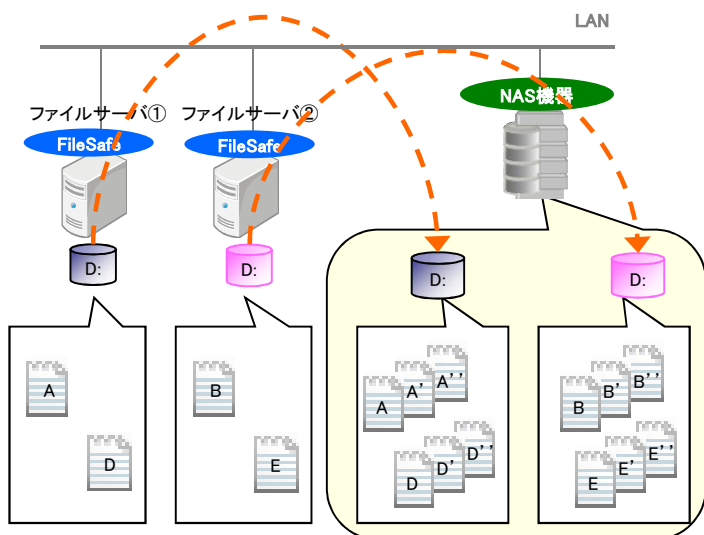 LAN
NAS機器
ファイルサーバ①
ファイルサーバ②
FileSafe
FileSafe
D:
D:
D:
D:
A
D
B
E
A
A'
A''
D
D'
D''
B
B'
B''
E
E'
E''